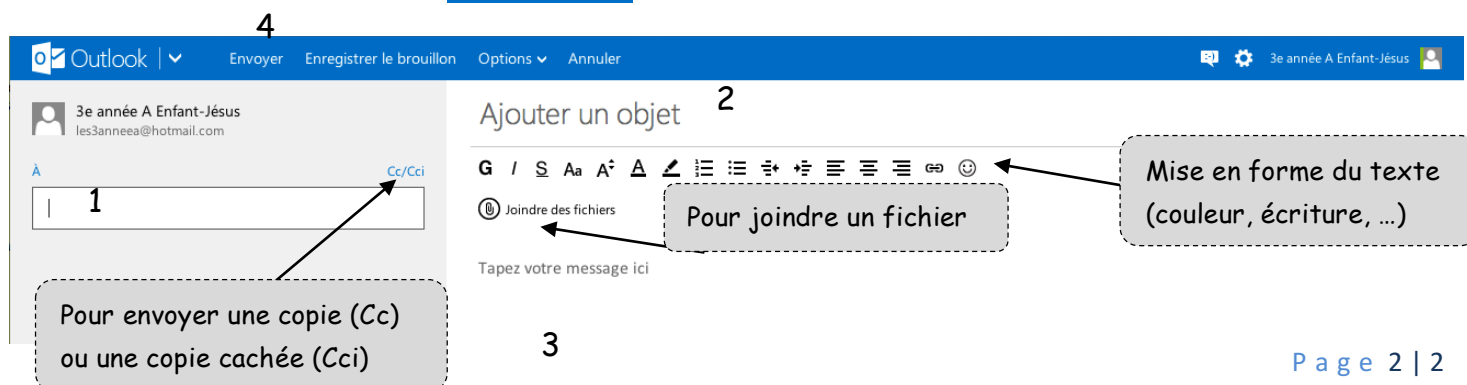 4
Outlook Envoyer Enregistrer le brouillon Options Annuler 3e année A Enfant-Jésus
3e année A Enfant-Jésus
les3anneea@hotmail.com
À Cc/Cci
1
Ajouter un objet 2
G I S Aa A A
Joindre des fichiers
Pour joindre un fichier
Mise en forme du texte
(couleur, écriture, …)
Tapez votre message ici
Pour envoyer une copie (Cc)
ou une copie cachée (Cci)
3
Page 2 | 2